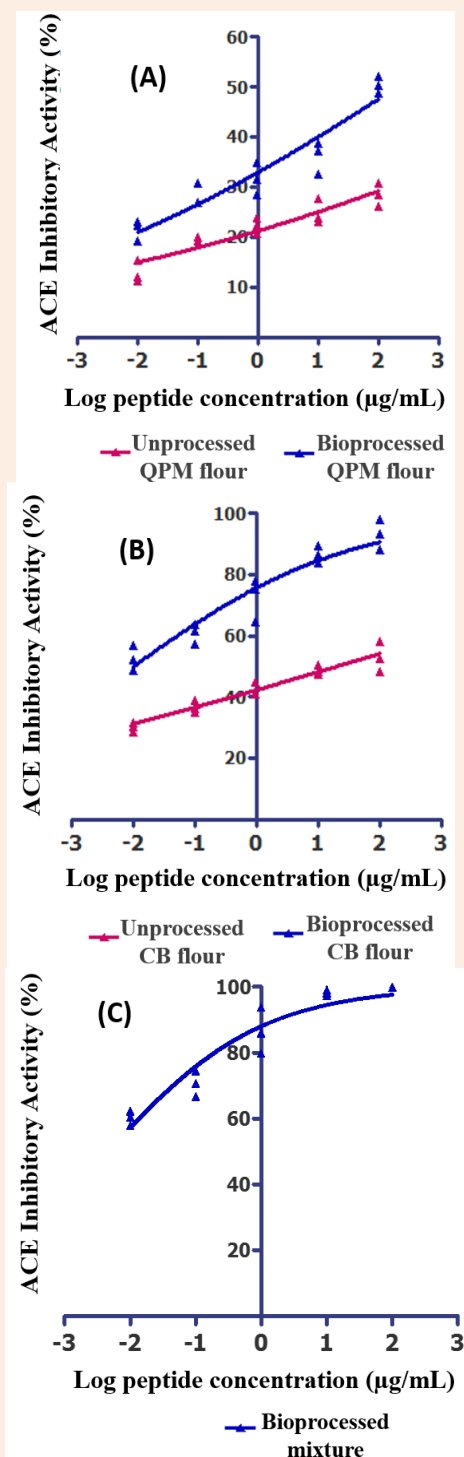 (A)
ACE Inhibitory Activity (%)
60
50
40
30
20
10
-3 -2 -1 0 1 2 3
Log peptide concentration (µg/mL)
Unprocessed QPM flour
Bioprocessed QPM flour
(B)
ACE Inhibitory Activity (%)
100
80
60
40
20
-3 -2 -1 0 1 2 3
Log peptide concentration (µg/mL)
Unprocessed CB flour
Bioprocessed CB flour
(C)
ACE Inhibitory Activity (%)
100
80
60
40
20
-3 -2 -1 0 1 2 3
Log peptide concentration (µg/mL)
Bioprocessed
mixture